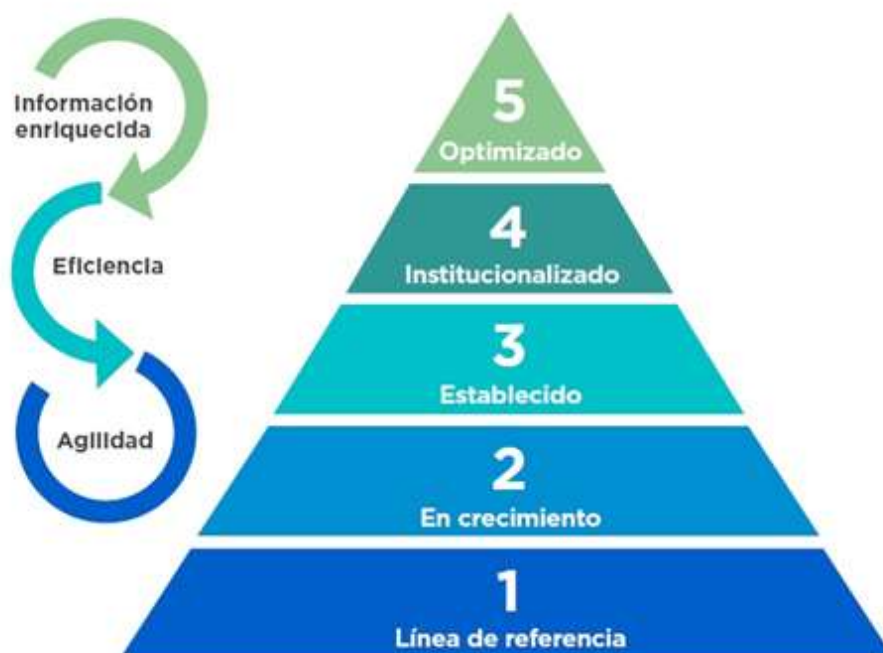 Información
enriquecida
Eficiencia
Agilidad
5
Optimizado
4
Institucionalizado
3
Establecido
2
En crecimiento
1
Línea de referencia